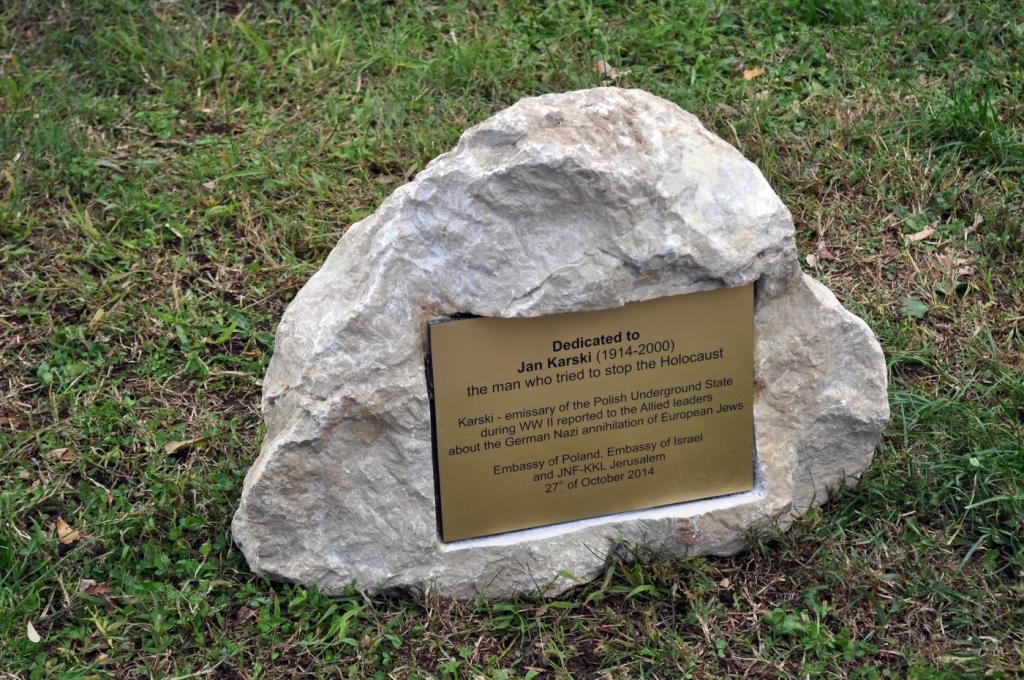 Dedicated to
Jan Karski (1914-2000)
the man who tried to stop the Holocaust
Karski - emissary of the Polish Underground State
during WW II reported to the Allied leaders
about the German Nazi annihilation of European Jews
Embassy of Poland, Embassy of Israel
and JNF-KKL Jerusalem
27th of October 2014